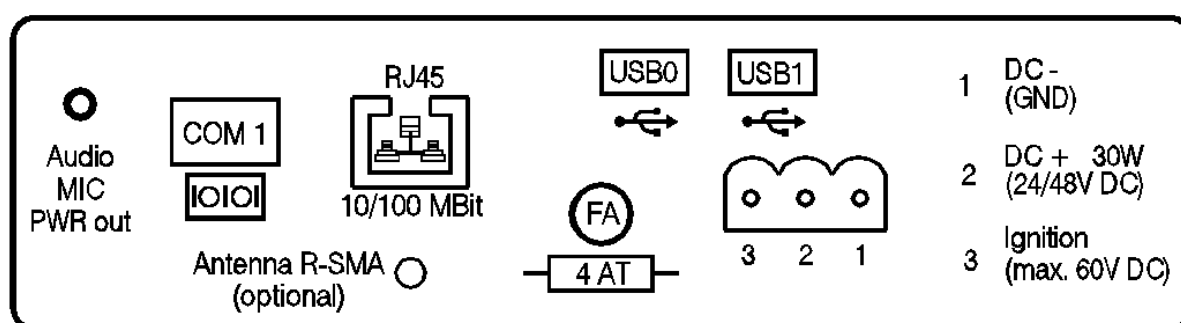 Audio
MIC
PWR out
COM 1
IOIOI
RJ45
10/100 MBit
Antenna R-SMA
(optional)
USB0
USB1
FA
4 AT
3 2 1
1 DC -
(GND)
2 DC + 30W
(24/48V DC)
3 Ignition
(max. 60V DC)